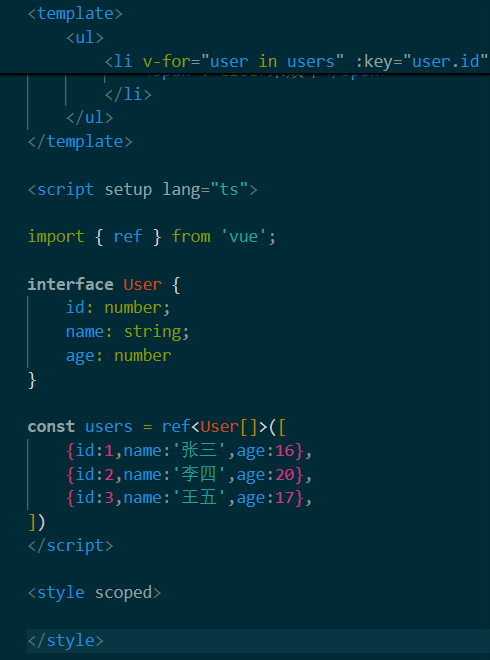 <template>
    <ul>
        <li v-for="user in users" :key="user.id"
        </li>
    </ul>
</template>

<script setup lang="ts">

import { ref } from 'vue';

interface User {
    id: number;
    name: string;
    age: number
}

const users = ref<User[]>([
    {id:1,name:'张三',age:16},
    {id:2,name:'李四',age:20},
    {id:3,name:'王五',age:17},
])
</script>

<style scoped>

</style>